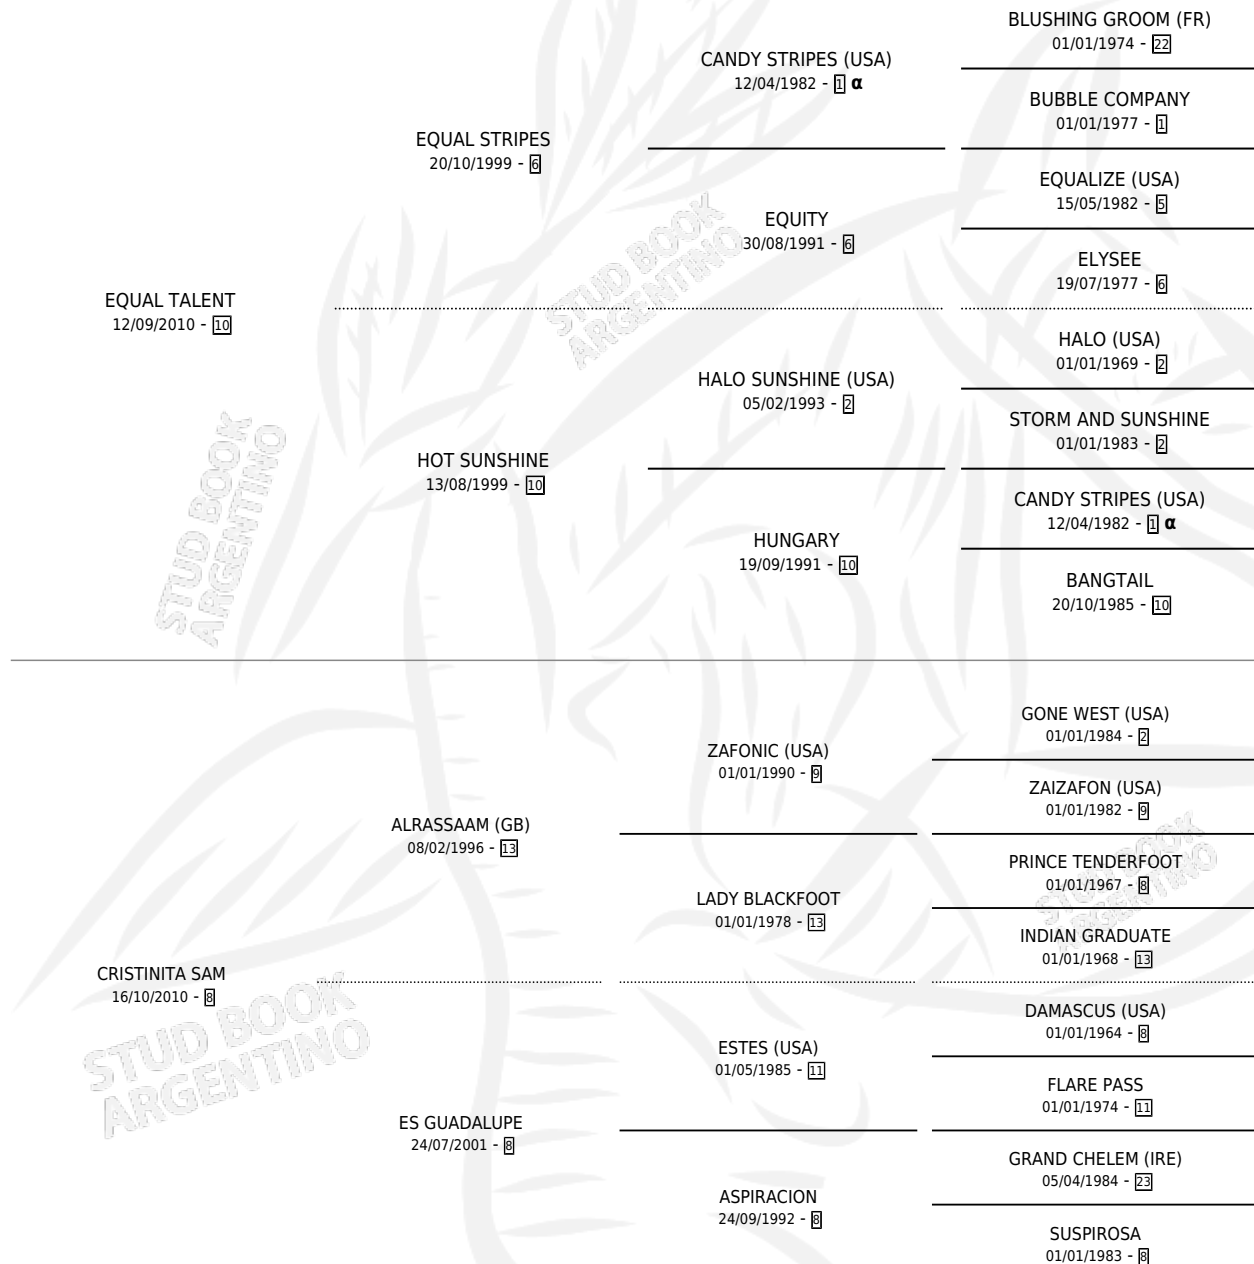 BLUSHING GROOM (FR)
01/01/1974 - 22
CANDY STRIPES (USA)
12/04/1982 - 1 α
BUBBLE COMPANY
01/01/1977 - 1
EQUAL STRIPES
20/10/1999 - 6
EQUALIZE (USA)
15/05/1982 - 5
EQUITY
30/08/1991 - 6
ELYSEE
19/07/1977 - 6
EQUAL TALENT
12/09/2010 - 10
HALO (USA)
01/01/1969 - 2
HALO SUNSHINE (USA)
05/02/1993 - 2
STORM AND SUNSHINE
01/01/1983 - 2
HOT SUNSHINE
13/08/1999 - 10
CANDY STRIPES (USA)
12/04/1982 - 1 α
HUNGARY
19/09/1991 - 10
BANGTAIL
20/10/1985 - 10
GONE WEST (USA)
01/01/1984 - 2
ZAFONIC (USA)
01/01/1990 - 9
ZAIZAFON (USA)
01/01/1982 - 9
ALRASSAAM (GB)
08/02/1996 - 13
PRINCE TENDERFOOT
01/01/1967 - 8
LADY BLACKFOOT
01/01/1978 - 13
INDIAN GRADUATE
01/01/1968 - 13
CRISTINITA SAM
16/10/2010 - 8
DAMASCUS (USA)
01/01/1964 - 8
ESTES (USA)
01/05/1985 - 11
FLARE PASS
01/01/1974 - 11
ES GUADALUPE
24/07/2001 - 8
GRAND CHELEM (IRE)
05/04/1984 - 23
ASPIRACION
24/09/1992 - 8
SUSPIROSA
01/01/1983 - 8
STUD BOOK
ARGENTINO
STUD BOOK
ARGENTINO
STUD BOOK
ARGENTINO
STUD BOOK
ARGENTINO